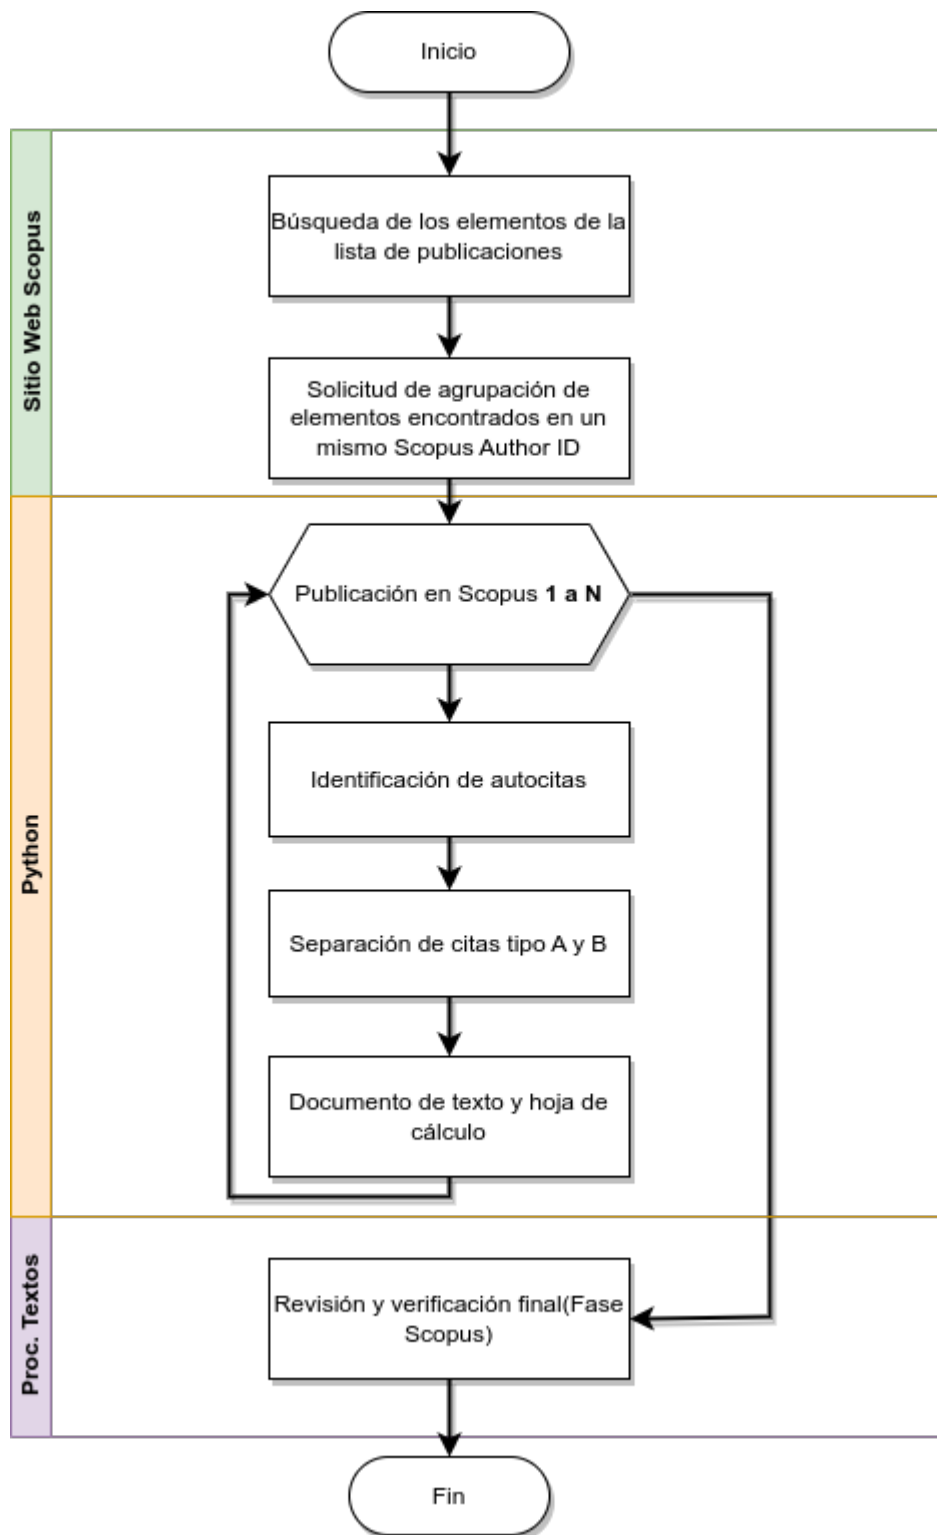 Inicio
Sitio Web Scopus
Búsqueda de los elementos de la
lista de publicaciones
Solicitud de agrupación de
elementos encontrados en un
mismo Scopus Author ID
Python
Publicación en Scopus 1 a N
Identificación de autocitas
Separación de citas tipo A y B
Documento de texto y hoja de
cálculo
Proc. Textos
Revisión y verificación final(Fase
Scopus)
Fin